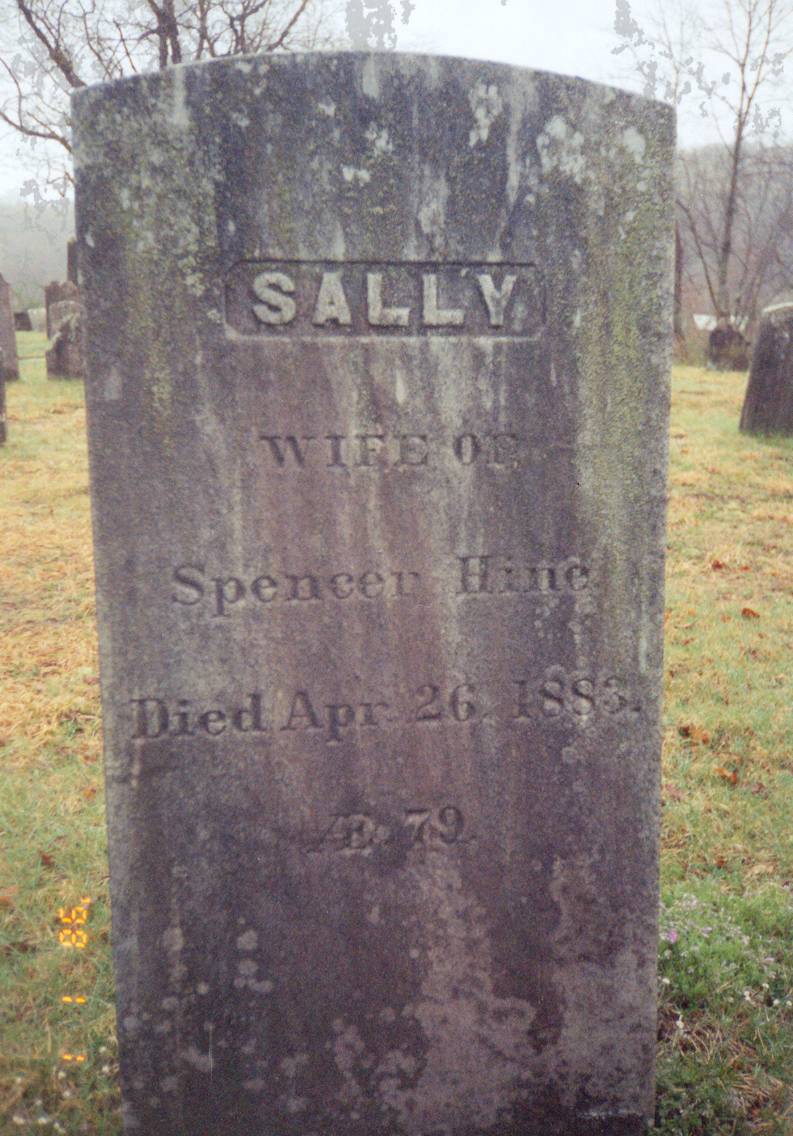 SALLY
WIFE OF
Spencer Hine
Died Apr. 26, 1883.
Æ. 79.